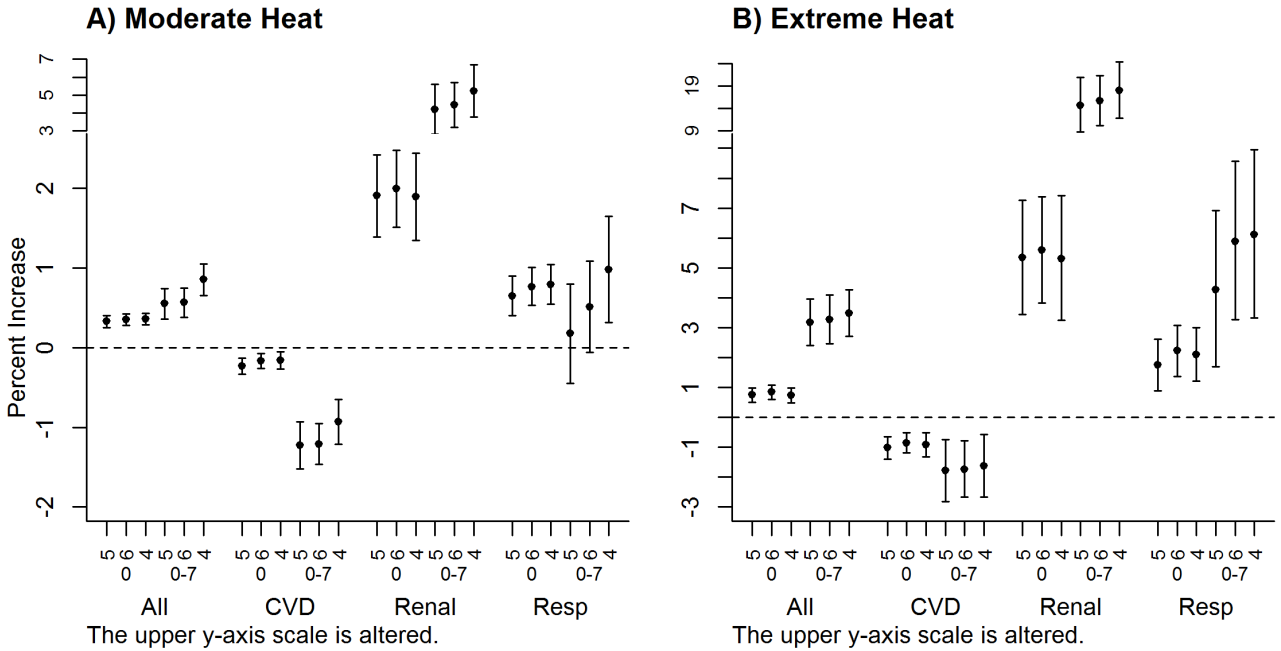 A) Moderate Heat
B) Extreme Heat
Percent Increase
7
5
3
2
1
0
-1
-2
5 6 4 5 6 4
0 0-7
5 6 4 5 6 4
0 0-7
5 6 4 5 6 4
0 0-7
5 6 4 5 6 4
0 0-7
All CVD Renal Resp
The upper y-axis scale is altered.
19
9
7
5
3
1
-1
-3
5 6 4 5 6 4
0 0-7
5 6 4 5 6 4
0 0-7
5 6 4 5 6 4
0 0-7
5 6 4 5 6 4
0 0-7
All CVD Renal Resp
The upper y-axis scale is altered.